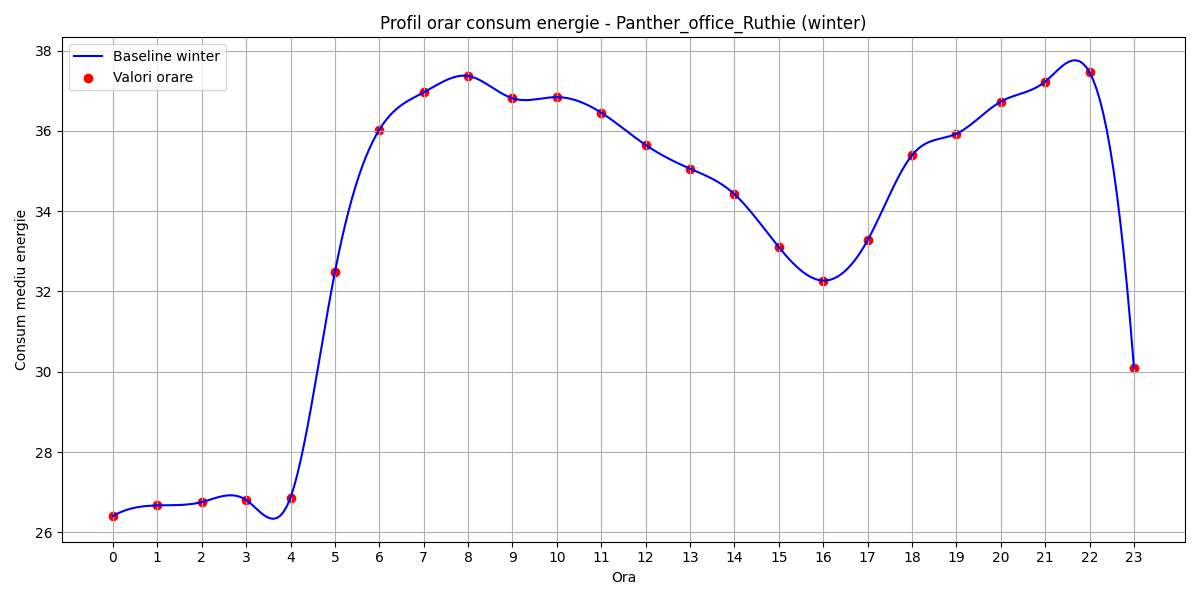 Profil orar consum energie - Panther_office_Ruthie (winter)
Baseline winter
Valori orare
Consum mediu energie
38
36
34
32
30
28
26
0 1 2 3 4 5 6 7 8 9 10 11 12 13 14 15 16 17 18 19 20 21 22 23
Ora